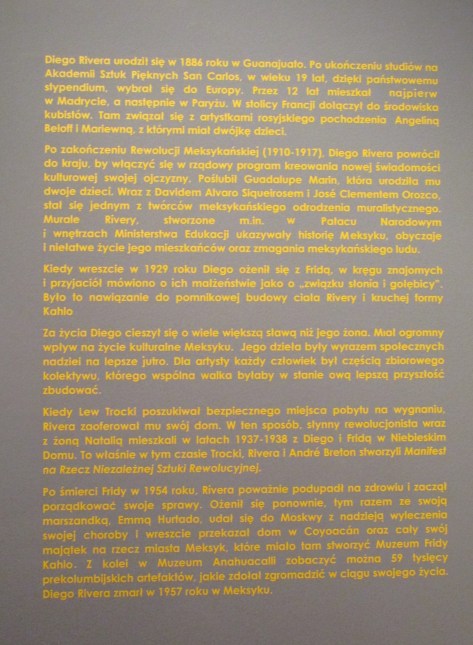 Diego Rivera urodził się w 1886 roku w Guanajuato. Po ukończeniu studiów na
Akademii Sztuk Pięknych San Carlos, w wieku 19 lat, dzięki państwowemu
stypendium, wybrał się do Europy. Przez 12 lat mieszkał najpierw
w Madrycie, a następnie w Paryżu. W stolicy Francji dołączył do środowiska
kubistów. Tam związał się z artystkami rosyjskiego pochodzenia Angeliną
Beloff i Mariewną, z którymi miał dwójkę dzieci.
Po zakończeniu Rewolucji Meksykańskiej (1910-1917), Diego Rivera powrócił
do kraju, by włączyć się w rządowy program kreowania nowej świadomości
kulturowej swojej ojczyzny. Poślubił Guadalupe Marin, która urodziła mu
dwoje dzieci. Wraz z Davidem Alvaro Siqueirosem i José Clementem Orozco,
stał się jednym z twórców meksykańskiego odrodzenia muralistycznego.
Murale Rivery, stworzone m.in. w Pałacu Narodowym
i wnętrzach Ministerstwa Edukacji ukazywały historię Meksyku, obyczaje
i niełatwe życie jego mieszkańców oraz zmagania meksykańskiego ludu.
Kiedy wreszcie w 1929 roku Diego ożenił się z Fridą, w kręgu znajomych
i przyjaciół mówiono o ich małżeństwie jako o „związku słonia i gołębicy".
Było to nawiązanie do pomnikowej budowy ciała Rivery i kruchej formy
Kahlo
Za życia Diego cieszył się o wiele większą sławą niż jego żona. Miał ogromny
wpływ na życie kulturalne Meksyku. Jego dzieła były wyrazem społecznych
nadziei na lepsze jutro. Dla artysty każdy człowiek był częścią zbiorowego
kolektywu, którego wspólna walka byłaby w stanie ową lepszą przyszłość
zbudować.
Kiedy Lew Trocki poszukiwał bezpiecznego miejsca pobytu na wygnaniu,
Rivera zaoferował mu swój dom. W ten sposób, słynny rewolucjonista wraz
z żoną Natalią mieszkali w latach 1937-1938 z Diego i Fridą w Niebieskim
Domu. To właśnie w tym czasie Trocki, Rivera i André Breton stworzyli Manifest
na Rzecz Niezależnej Sztuki Rewolucyjnej.
Po śmierci Fridy w 1954 roku, Rivera poważnie podupadł na zdrowiu i zaczął
porządkować swoje sprawy. Ożenił się ponownie, tym razem ze swoją
marszandką, Emmą Hurtado, udał się do Moskwy z nadzieją wyleczenia
swojej choroby i wreszcie przekazał dom w Coyoacán oraz cały swój
majątek na rzecz miasta Meksyk, które miało tam stworzyć Muzeum Fridy
Kahlo. Z kolei w Muzeum Anahuacalli zobaczyć można 59 tysięcy
prekolumbijskich artefaktów, jakie zdołał zgromadzić w ciągu swojego życia.
Diego Rivera zmarł w 1957 roku w Meksyku.